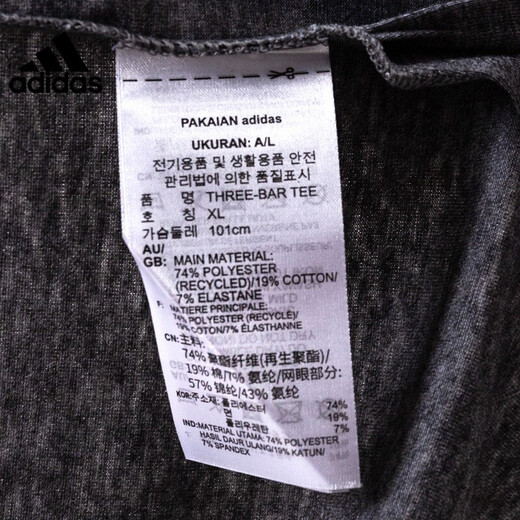 adidas
PAKAIAN adidas
UKURAN: A/L
전기용품 및 생활용품 안전
관리법에 의한 품질표시
품 명 THREE-BAR TEE
호 칭 XL
가슴둘레 101cm
AU/
GB: MAIN MATERIAL:
74% POLYESTER
(RECYCLED)/19% COTTON/
7% ELASTANE
F: MATIERE PRINCIPALE:
74% POLYESTER (RECYCLÉ)/
19% COTON/7% ÉLASTHANNE
CN:主料:
74%聚酯纤维(再生聚酯)/
19%棉/7%氨纶/网眼部分:
57%锦纶/43%氨纶
KOR:주소재: 폴리에스터 74%
면 19%
폴리우레탄 7%
IND:MATERIAL UTAMA: 74% POLYESTER
HASIL DAUR ULANG/19% KATUN/
7% SPANDEX